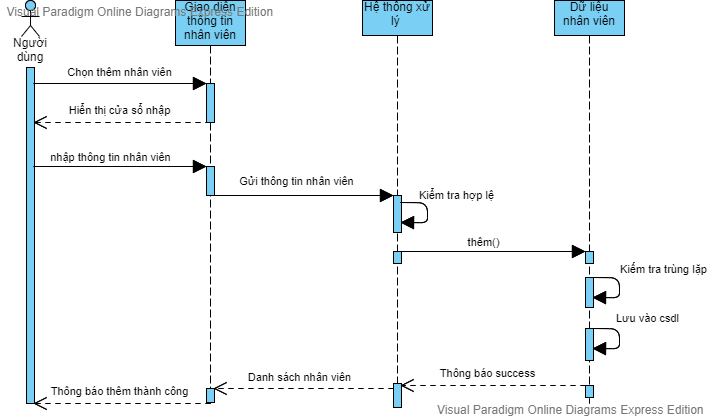 Visual Paradigm Online Diagrams Express Edition
Người
dùng
Giao diện
thông tin
nhân viên
Hệ thống xử
lý
Dữ liệu
nhân viên
Chọn thêm nhân viên
Hiển thị cửa sổ nhập
nhập thông tin nhân viên
Gửi thông tin nhân viên
Kiểm tra hợp lệ
thêm()
Kiếm tra trùng lặp
Lưu vào csdl
Thông báo success
Danh sách nhân viên
Thông báo thêm thành công
Visual Paradigm Online Diagrams Express Edition